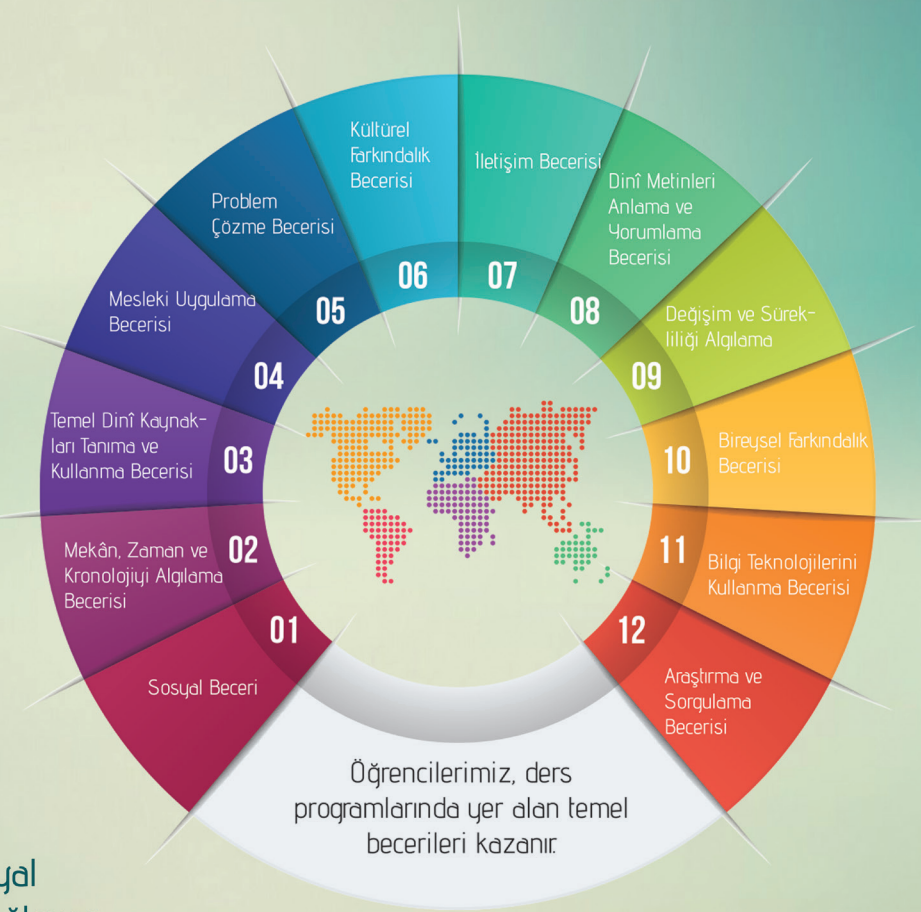 01
Sosyal Beceri
02
Mekân, Zaman ve
Kronolojiyi Algılama
Becerisi
03
Temel Dinî Kaynak-
ları Tanıma ve
Kullanma Becerisi
04
Mesleki Uygulama
Becerisi
05
Problem
Çözme Becerisi
06
Kültürel
Farkındalık
Becerisi
07
İletişim Becerisi
08
Dinî Metinleri
Anlama ve
Yorumlama
Becerisi
09
Değişim ve Sürek-
liliği Algılama
10
Bireysel Farkındalık
Becerisi
11
Bilgi Teknolojilerini
Kullanma Becerisi
12
Araştırma ve
Sorgulama
Becerisi
Öğrencilerimiz, ders
programlarında yer alan temel
becerileri kazanır.
yal